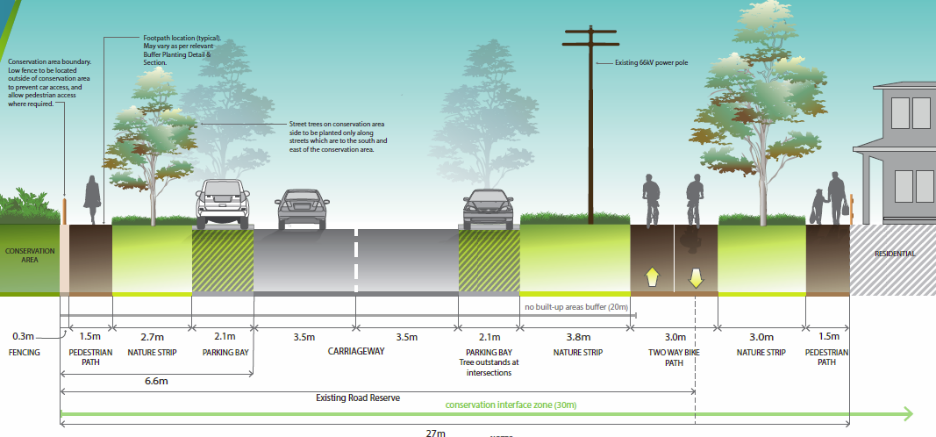 Footpath location (typical).
May vary as per relevant
Buffer Planting Detail &
Section.
Conservation area boundary.
Low fence to be located
outside of conservation area
to prevent car access, and
allow pedestrian access
where required.
Existing 66kV power pole
Street trees on conservation area
side to be planted only along
streets which are to the south and
east of the conservation area.
CONSERVATION
AREA
RESIDENTIAL
no built-up areas buffer (20m)
0.3m
1.5m
2.7m
2.1m
3.5m
3.5m
2.1m
3.8m
3.0m
3.0m
1.5m
FENCING
PEDESTRIAN
PATH
NATURE STRIP
PARKING BAY
CARRIAGEWAY
PARKING BAY
Tree outstands at
intersections
NATURE STRIP
TWO WAY BIKE
PATH
NATURE STRIP
PEDESTRIAN
PATH
6.6m
Existing Road Reserve
conservation interface zone (30m)
27m